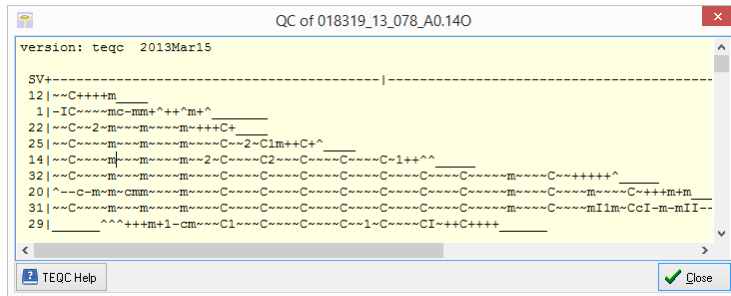 QC of 018319_13_078_A0.14O
version: teqc  2013Mar15
SV+----------------------------------------|----------------------------------------
12|~~C++++m____
1|-IC~~~~mc-mm+^++^m+^_______
22|~~C~~2~m~~~m~~~~m~+++C+____
25|~~C~~~~m~~~m~~~~m~~~~C~~2~C1m++C+^____
14|~~C~~~~m~~~m~~~~m~~2~C~~~~C2~~~C~~~~C~~~~C~1++^^_____
32|~~C~~~~m~~~m~~~~m~~~~C~~~~C~~~~C~~~~C~~~~C~~~~C~~~~~m~~~~C~~+++++^_____
20|^--c-m~m~cmm~~~~m~~~~C~~~~C~~~~C~~~~C~~~~C~~~~C~~~~~m~~~~C~~~~m~~~~C~+++m+m___
31|~~C~~~~m~~~m~~~~m~~~~C~~~~C~~~~C~~~~C~~~~C~~~~C~~~~~m~~~~C~~~~mI1m~CcI-m-mII--
29|______^^^+++m+1-cm~~~C1~~~C~~~~C~~~~C~~1~C~~~~CI~++C++++______
TEQC Help
Close